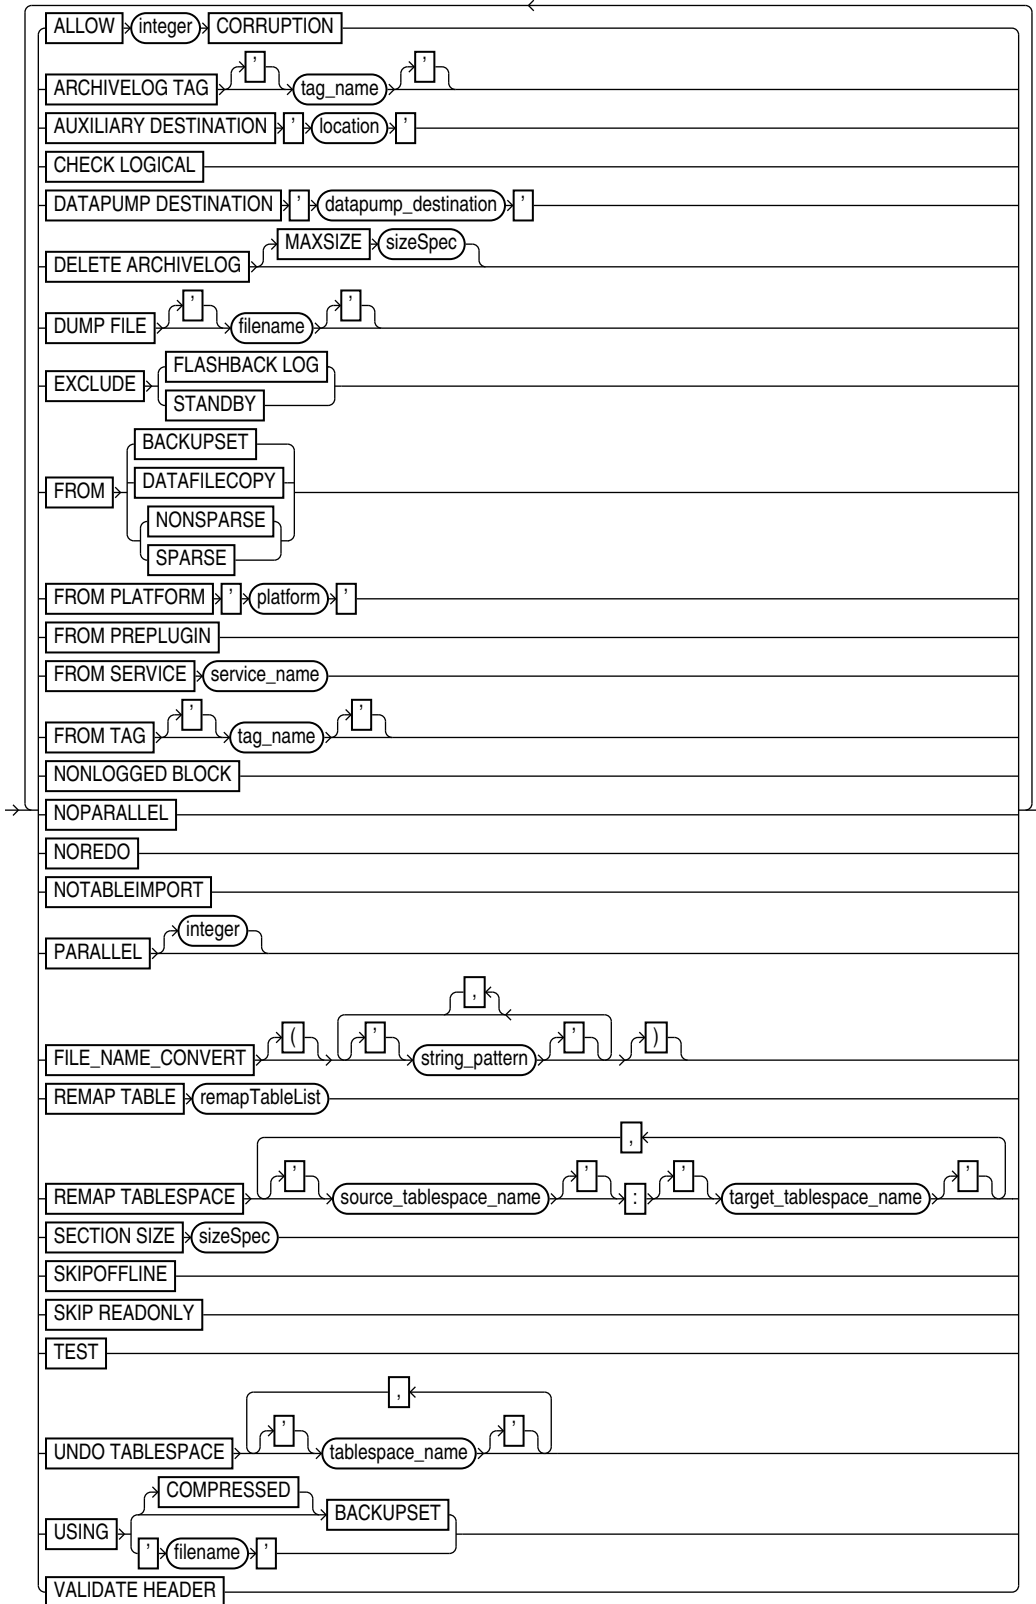 ALLOW integer CORRUPTION
ARCHIVELOG TAG ' tag_name '
AUXILIARY DESTINATION ' location '
CHECK LOGICAL
DATAPUMP DESTINATION ' datapump_destination '
MAXSIZE sizeSpec
DELETE ARCHIVELOG
DUMP FILE ' filename '
FLASHBACK LOG
EXCLUDE
STANDBY
BACKUPSET
DATAFILECOPY
FROM
NONSPARSE
SPARSE
FROM PLATFORM ' platform '
FROM PREPLUGIN
FROM SERVICE service_name
FROM TAG ' tag_name '
NONLOGGED BLOCK
NOPARALLEL
NOREDO
NOTABLEIMPORT
integer
PARALLEL
,
FILE_NAME_CONVERT ( ' string_pattern ' )
REMAP TABLE remapTableList
,
REMAP TABLESPACE ' source_tablespace_name ' : ' target_tablespace_name '
SECTION SIZE sizeSpec
SKIPOFFLINE
SKIP READONLY
TEST
,
UNDO TABLESPACE ' tablespace_name '
COMPRESSED
BACKUPSET
USING
' filename '
VALIDATE HEADER